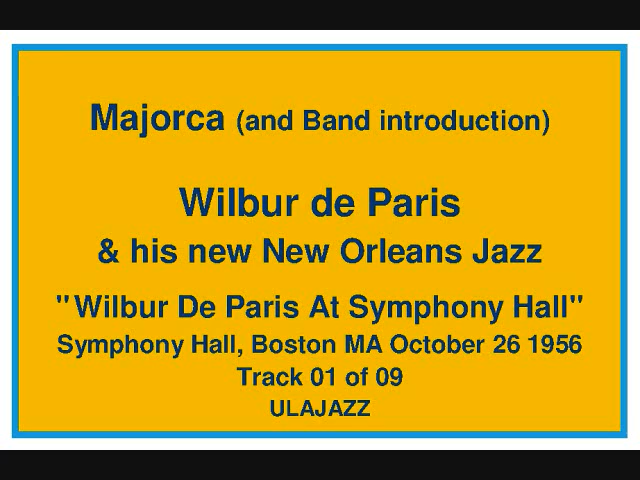 Majorca (and Band introduction)
Wilbur de Paris
& his new New Orleans Jazz
"Wilbur De Paris At Symphony Hall"
Symphony Hall, Boston MA October 26 1956
Track 01 of 09
ULAJAZZ